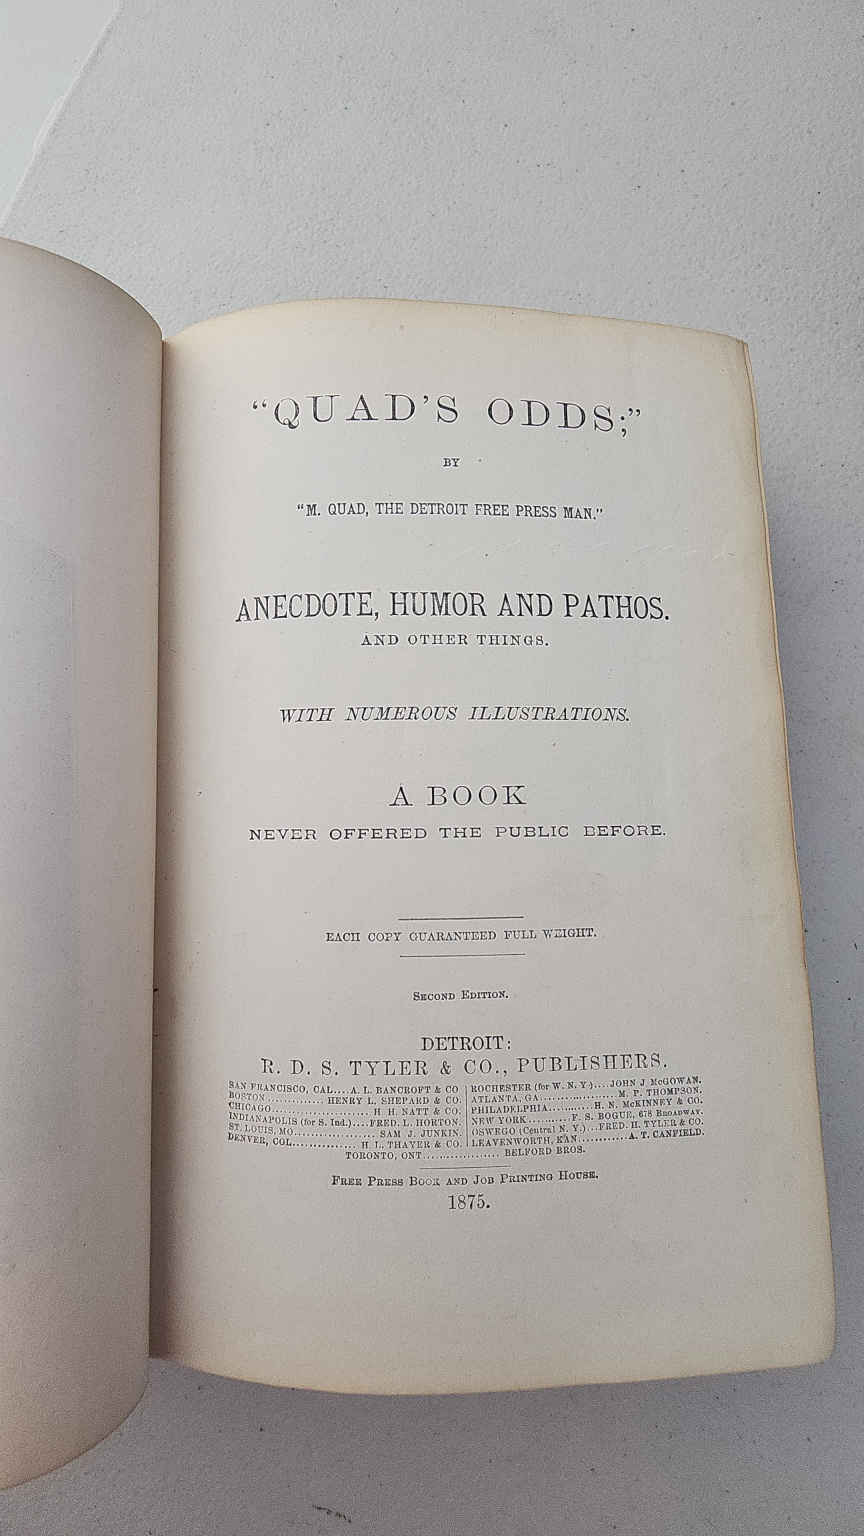 "QUAD'S ODDS;"
BY
"M. QUAD, THE DETROIT FREE PRESS MAN."
ANECDOTE, HUMOR AND PATHOS.
AND OTHER THINGS.
WITH NUMEROUS ILLUSTRATIONS.
A BOOK
NEVER OFFERED THE PUBLIC BEFORE.
EACH COPY GUARANTEED FULL WEIGHT.
SECOND EDITION.
DETROIT:
R. D. S. TYLER & CO., PUBLISHERS.
SAN FRANCISCO, CAL....A. L. BANCROFT & CO
BOSTON.............. HENRY L. SHEPARD & CO.
CHICAGO....................... H. H. NATT & CO.
INDIANAPOLIS (for S. Ind.)....FRED. L. HORTON.
ST. LOUIS, MO.................. SAM J. JUNKIN.
DENVER, COL................ H. L. THAYER & CO.
ROCHESTER (for W. N. Y.)....JOHN J McGOWAN.
ATLANTA, GA.................. M. P. THOMPSON.
PHILADELPHIA...........H. N. McKINNEY & CO.
NEW YORK.......... F. S. BOGUE, 678 BROADWAY.
OSWEGO (Central N. Y.)...FRED. H. TYLER & CO.
LEAVENWORTH, KAN............A. T. CANFIELD.
TORONTO, ONT................... BELFORD BROS.
FREE PRESS BOOK AND JOB PRINTING HOUSE.
1875.